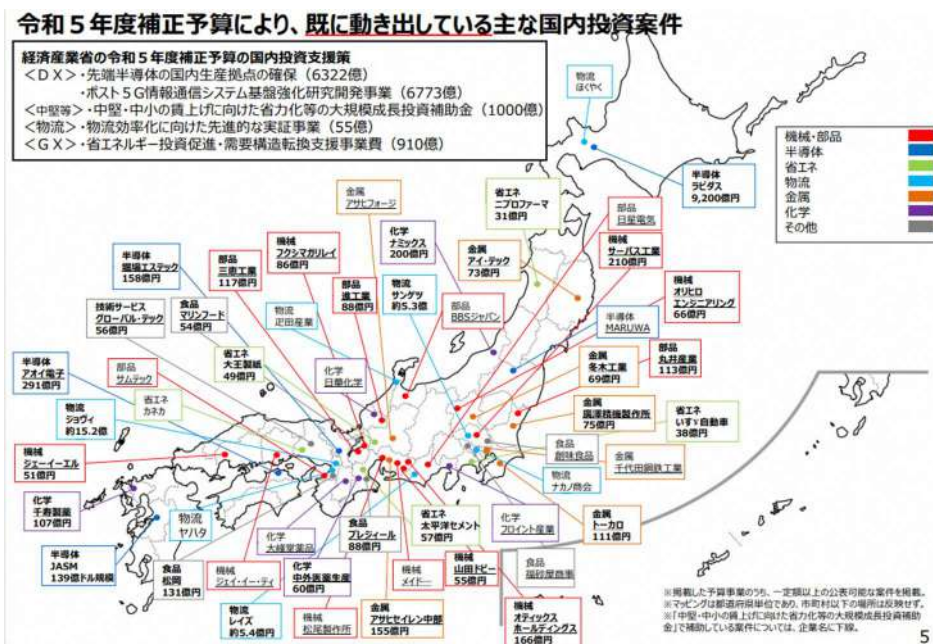 令和5年度補正予算により、既に動き出している主な国内投資案件
経済産業省の令和5年度補正予算の国内投資支援策
＜DX＞・先端半導体の国内生産拠点の確保（6322億）
・ポスト5G情報通信システム基盤強化研究開発事業（6773億）
＜中堅等＞・中堅・中小の賃上げに向けた省力化等の大規模成長投資補助金（1000億）
＜物流＞・物流効率化に向けた先進的な実証事業（55億）
＜GX＞・省エネルギー投資促進・需要構造転換支援事業費（910億）
物流
ほくやく
機械・部品
半導体
省エネ
物流
金属
化学
その他
半導体
ラピダス
9,200億円
金属
アサヒフォージ
省エネ
ニプロファーマ
31億円
部品
日星電気
化学
ナミックス
200億円
機械
フクシマガリレイ
86億円
金属
アイ・テック
73億円
機械
サーパス工業
210億円
半導体
堀場エステック
158億円
部品
三恵工業
117億円
部品
進工業
88億円
物流
サンゲツ
約5.3億
機械
オリヒロ
エンジニアリング
66億円
技術サービス
グローバル・テック
56億円
食品
マリンフード
54億円
物流
疋田産業
部品
BBSジャパン
半導体
MARUWA
部品
丸井産業
113億円
省エネ
大王製紙
49億円
化学
日華化学
金属
冬木工業
69億円
半導体
アオイ電子
291億円
部品
サムテック
省エネ
カネカ
金属
廣澤精機製作所
75億円
省エネ
いすゞ自動車
38億円
物流
ジョヴィ
約15.2億
食品
創味食品
金属
千代田鋼鉄工業
機械
ジェーイーエル
51億円
物流
ナカノ商会
化学
千寿製薬
107億円
物流
ヤハタ
化学
大峰堂薬品
食品
プレジィール
88億円
省エネ
太平洋セメント
57億円
化学
フロイント産業
金属
トーカロ
111億円
半導体
JASM
139億ドル規模
食品
松岡
131億円
機械
ジェイ・イー・ティ
化学
中外医薬生産
60億円
機械
メイドー
機械
山田ドビー
55億円
食品
福砂屋商事
物流
レイズ
約5.4億円
機械
松尾製作所
金属
アサヒセイレン中部
155億円
機械
オティックス
ホールディングス
166億円
※掲載した予算事業のうち、一定額以上の公表可能な案件を掲載。
※マッピングは都道府県単位であり、市町村以下の場所は反映せず。
※「中堅・中小の賃上げに向けた省力化等の大規模成長投資補助金」で補助している案件については、企業名に下線。
5